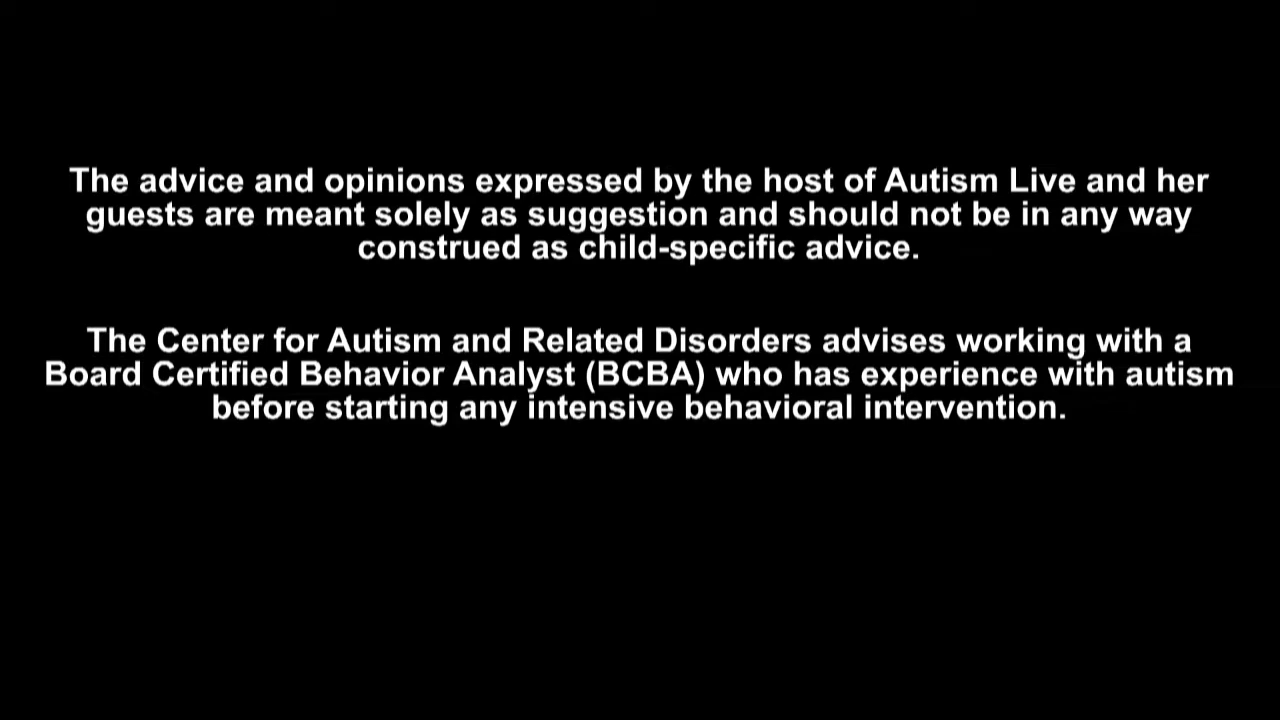 The advice and opinions expressed by the host of Autism Live and her
guests are meant solely as suggestion and should not be in any way
construed as child-specific advice.
The Center for Autism and Related Disorders advises working with a
Board Certified Behavior Analyst (BCBA) who has experience with autism
before starting any intensive behavioral intervention.